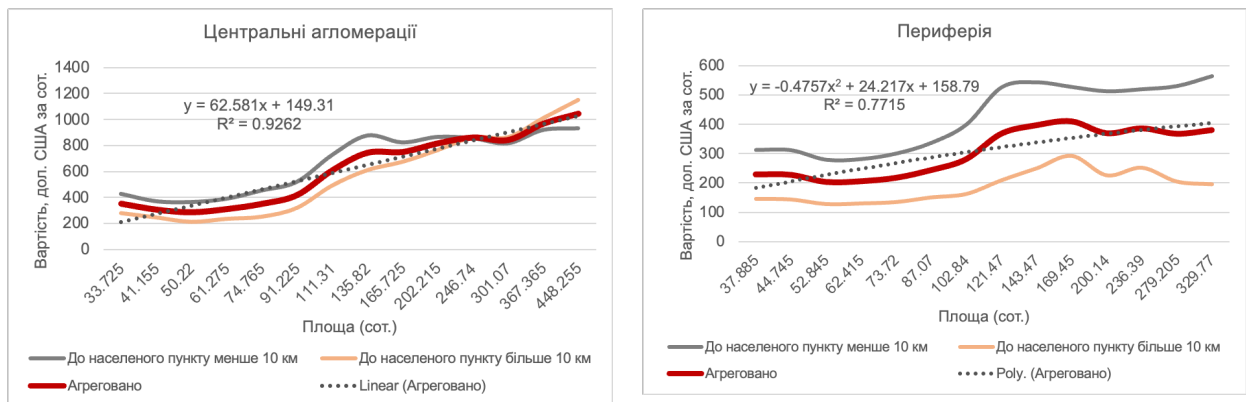 Центральні агломерації
1400
1200
1000
800
600
400
200
0
Вартість, дол. США за сот.
y = 62.581x + 149.31
R² = 0.9262
33.725
41.155
50.22
61.275
74.765
91.225
111.31
135.82
165.725
202.215
246.74
301.07
367.365
448.255
Площа (сот.)
До населеного пункту менше 10 км
До населеного пункту більше 10 км
Агреговано
Linear (Агреговано)
Периферія
600
500
400
300
200
100
0
Вартість, дол. США за сот.
y = -0.4757x² + 24.217x + 158.79
R² = 0.7715
37.885
44.745
52.845
62.415
73.72
87.07
102.84
121.47
143.47
169.45
200.14
236.39
279.205
329.77
Площа (сот.)
До населеного пункту менше 10 км
До населеного пункту більше 10 км
Агреговано
Poly. (Агреговано)